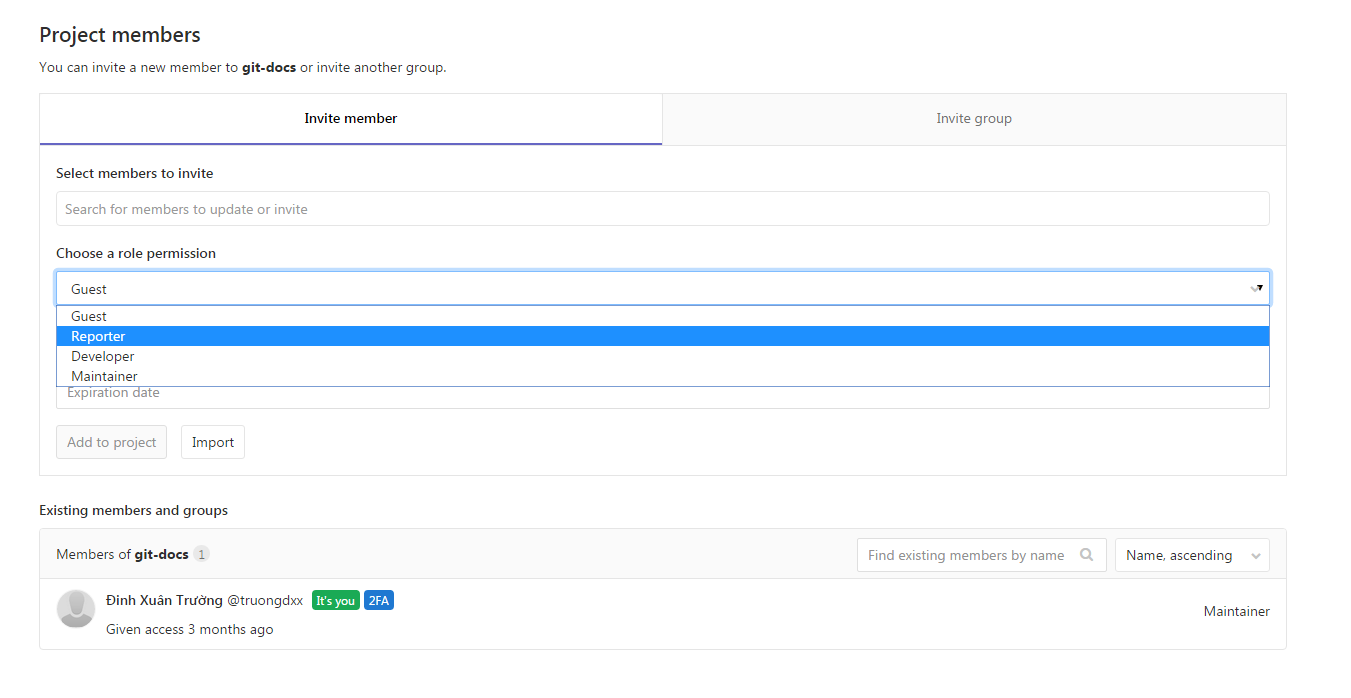 Project members
You can invite a new member to git-docs or invite another group.
Invite member
Invite group
Select members to invite
Search for members to update or invite
Choose a role permission
Guest
Guest
Reporter
Developer
Maintainer
Expiration date
Add to project
Import
Existing members and groups
Members of git-docs 1
Find existing members by name
Name, ascending
Đinh Xuân Trường @truongdxx It's you 2FA
Given access 3 months ago
Maintainer